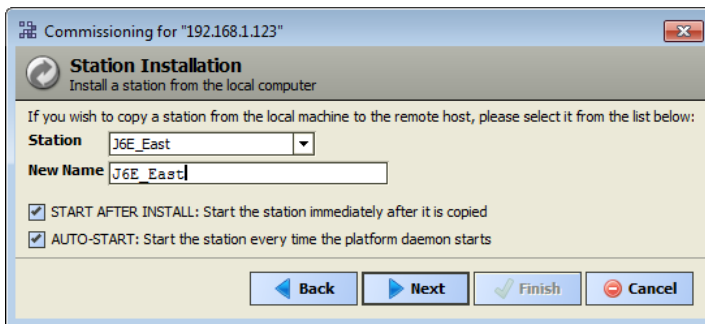 Commissioning for "192.168.1.123"
Station Installation
Install a station from the local computer
If you wish to copy a station from the local machine to the remote host, please select it from the list below:
Station J6E_East
New Name J6E_East
START AFTER INSTALL: Start the station immediately after it is copied
AUTO-START: Start the station every time the platform daemon starts
Back Next Finish Cancel